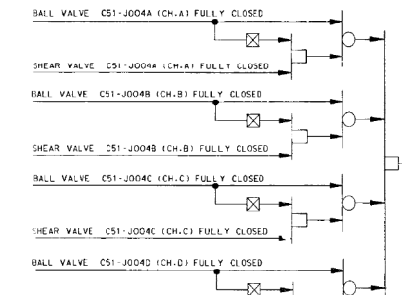 BALL VALVE C51-J004A (CH.A) FULLY CLOSED
SHEAR VALVE C51-J004A (CH.A) FULLY CLOSED
BALL VALVE C51-J004B (CH.B) FULLY CLOSED
SHEAR VALVE C51-J004B (CH.B) FULLY CLOSED
BALL VALVE C51-J004C (CH.C) FULLY CLOSED
SHEAR VALVE C51-J004C (CH.C) FULLY CLOSED
BALL VALVE C51-J004D (CH.D) FULLY CLOSED